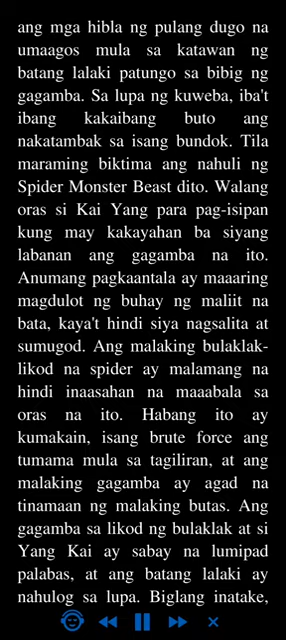 ang mga hibla ng pulang dugo na
umaagos mula sa katawan ng
batang lalaki patungo sa bibig ng
gagamba. Sa lupa ng kuweba, iba't
ibang kakaibang buto ang
nakatambak sa isang bundok. Tila
maraming biktima ang nahuli ng
Spider Monster Beast dito. Walang
oras si Kai Yang para pag-isipan
kung may kakayahan ba siyang
labanan ang gagamba na ito.
Anumang pagkaantala ay maaaring
magdulot ng buhay ng maliit na
bata, kaya't hindi siya nagsalita at
sumugod. Ang malaking bulaklak-
likod na spider ay malamang na
hindi inaasahan na maaabala sa
oras na ito. Habang ito ay
kumakain, isang brute force ang
tumama mula sa tagiliran, at ang
malaking gagamba ay agad na
tinamaan ng malaking butas. Ang
gagamba sa likod ng bulaklak at si
Yang Kai ay sabay na lumipad
palabas, at ang batang lalaki ay
nahulog sa lupa. Biglang inatake,